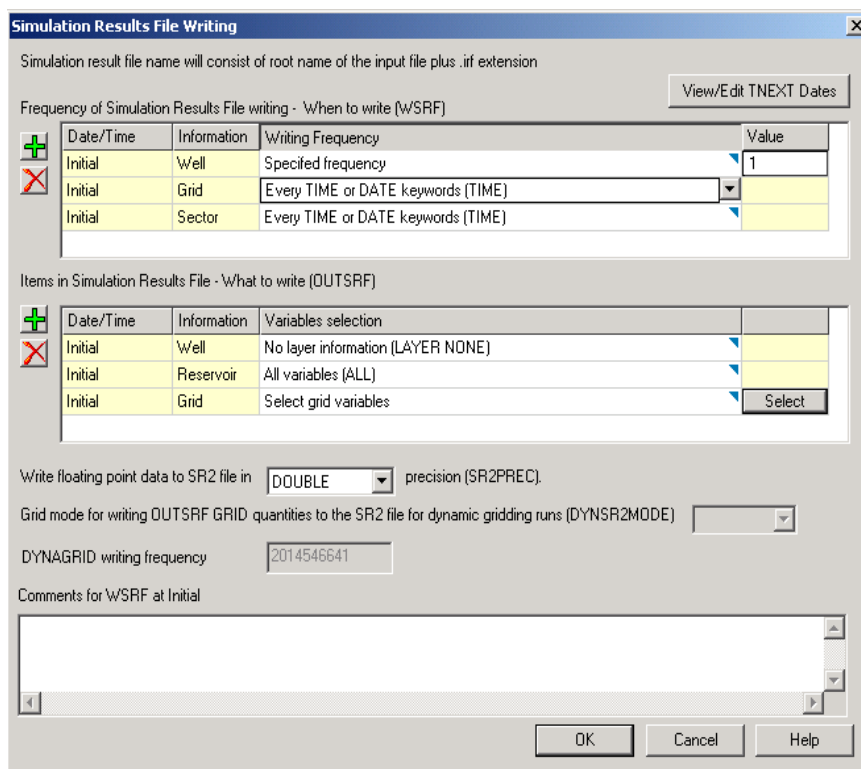 Simulation Results File Writing
Simulation result file name will consist of root name of the input file plus .irf extension
View/Edit TNEXT Dates
Frequency of Simulation Results File writing - When to write (WSRF)
Date/Time Information Writing Frequency Value
Initial Well Specifed frequency 1
Initial Grid Every TIME or DATE keywords (TIME)
Initial Sector Every TIME or DATE keywords (TIME)
Items in Simulation Results File - What to write (OUTSRF)
Date/Time Information Variables selection
Initial Well No layer information (LAYER NONE)
Initial Reservoir All variables (ALL)
Initial Grid Select grid variables Select
Write floating point data to SR2 file in DOUBLE precision (SR2PREC).
Grid mode for writing OUTSRF GRID quantities to the SR2 file for dynamic gridding runs (DYNSR2MODE)
DYNAGRID writing frequency 2014546641
Comments for WSRF at Initial
OK Cancel Help